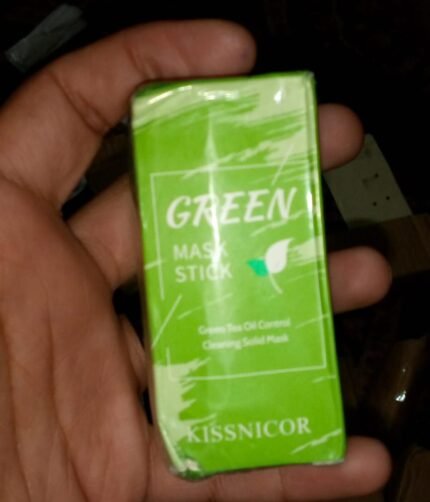 GREEN
MASK
STICK
Green Tea Oil Control
Cleaning Solid Mask
KISSNICOR